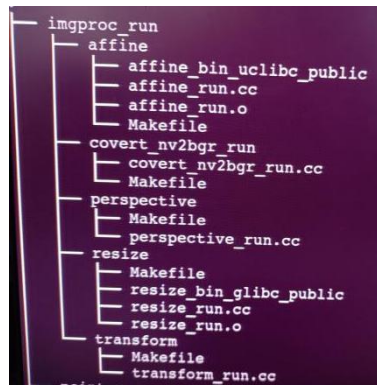 imgproc_run
affine
affine_bin_uclibc_public
affine_run.cc
affine_run.o
Makefile
covert_nv2bgr_run
covert_nv2bgr_run.cc
Makefile
perspective
Makefile
perspective_run.cc
resize
Makefile
resize_bin_glibc_public
resize_run.cc
resize_run.o
transform
Makefile
transform_run.cc